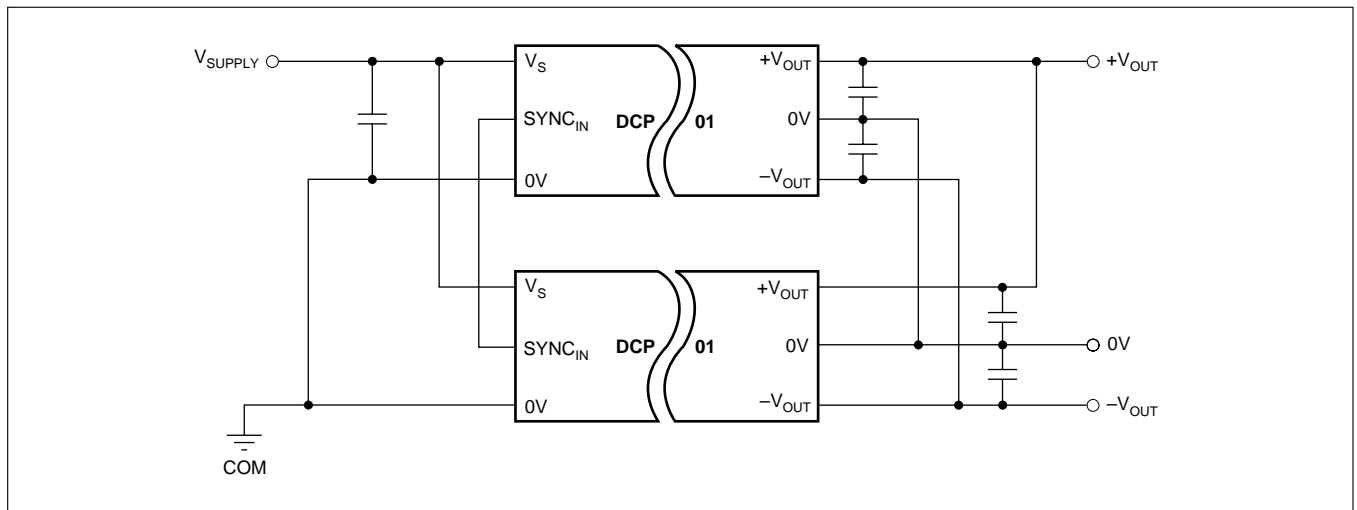 V_SUPPLY
V_S
SYNC_IN
0V
DCP 01
+V_OUT
0V
–V_OUT
+V_OUT
V_S
SYNC_IN
0V
DCP 01
+V_OUT
0V
–V_OUT
0V
–V_OUT
COM